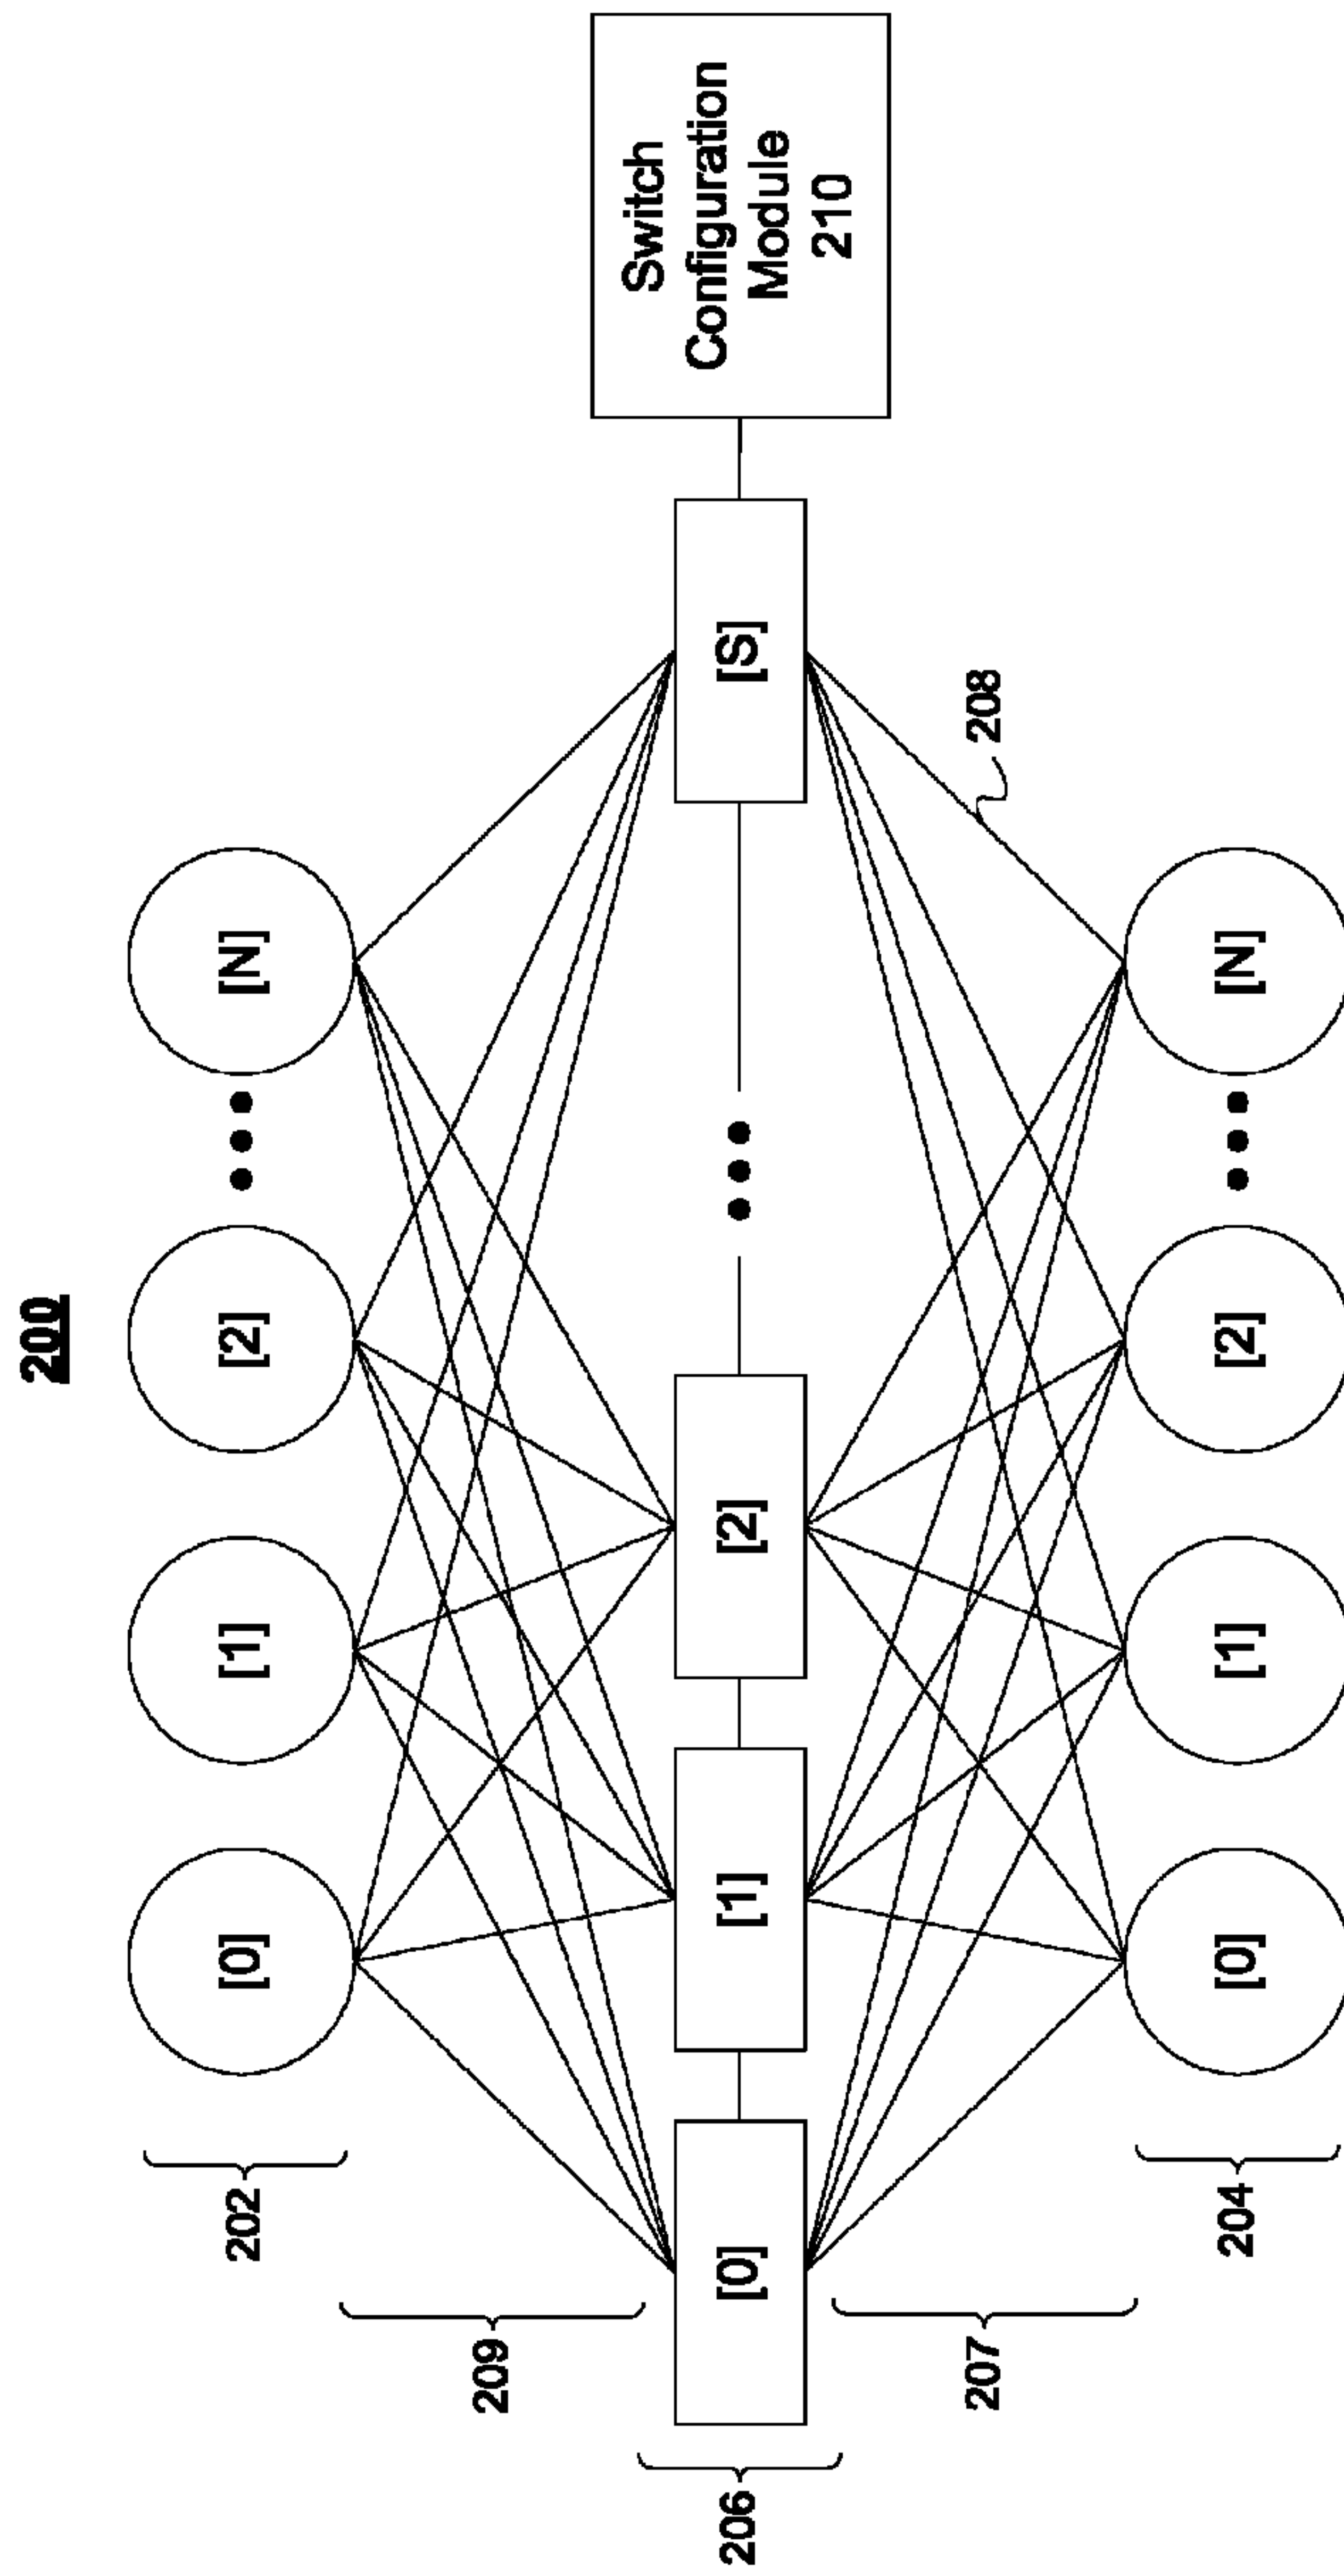 200
202 [0] [1] [2] ••• [N]
209
206 [0] [1] [2] ••• [S]
Switch
Configuration
Module
210
207
208
204 [0] [1] [2] ••• [N]